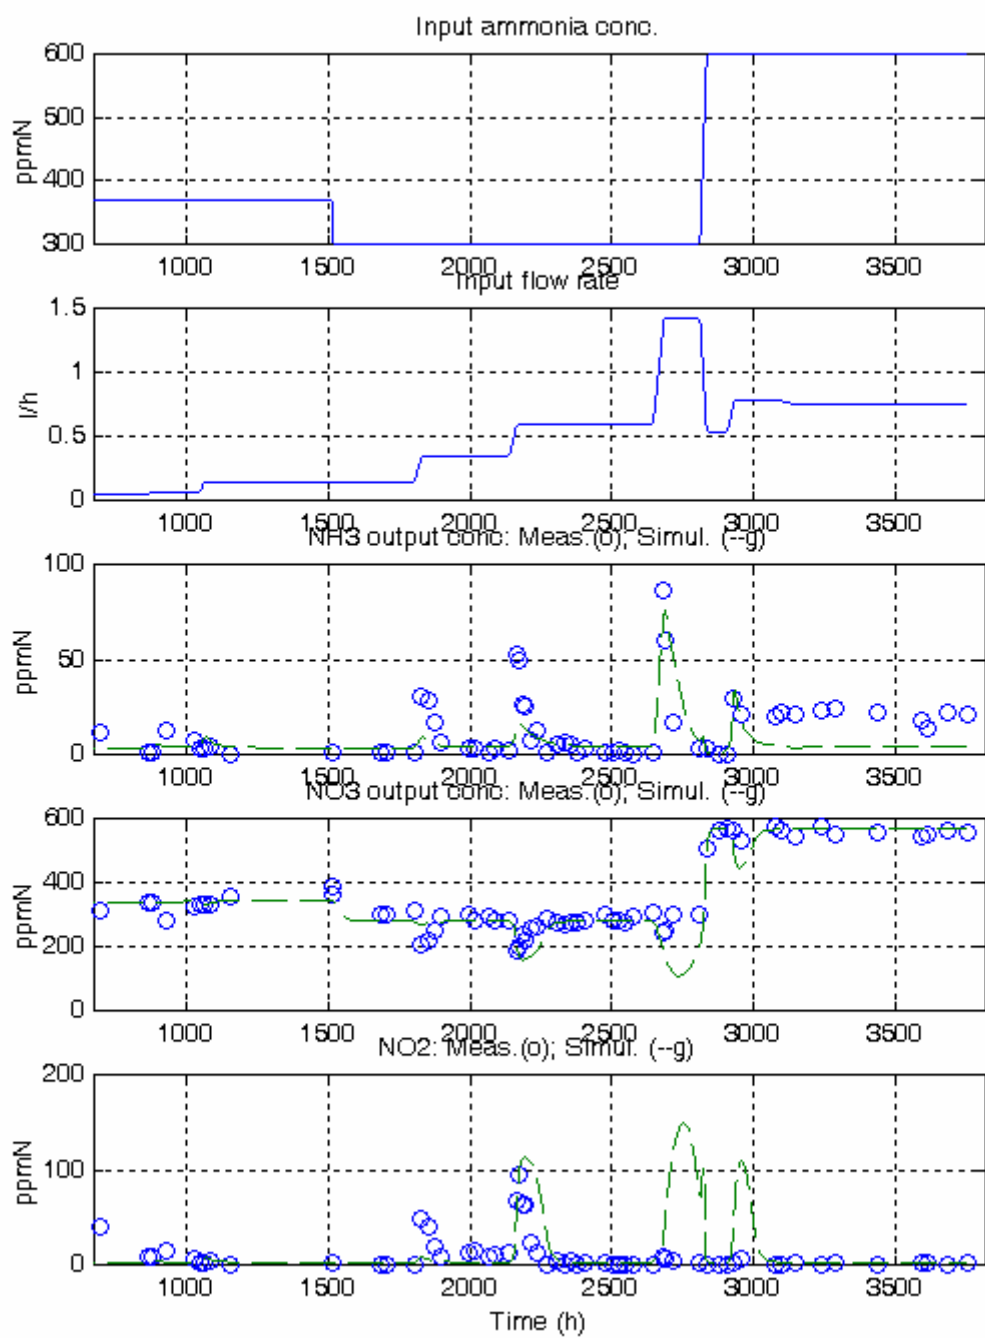 Input ammonia conc.
600
500
400
300
ppmN
1000 1500 2000 2500 3000 3500
Input flow rate
1.5
1
0.5
0
l/h
1000 1500 2000 2500 3000 3500
NH3 output conc: Meas.(o); Simul. (--g)
100
50
0
ppmN
1000 1500 2000 2500 3000 3500
NO3 output conc: Meas.(o); Simul. (--g)
600
400
200
0
ppmN
1000 1500 2000 2500 3000 3500
NO2: Meas.(o); Simul. (--g)
200
100
0
ppmN
1000 1500 2000 2500 3000 3500
Time (h)